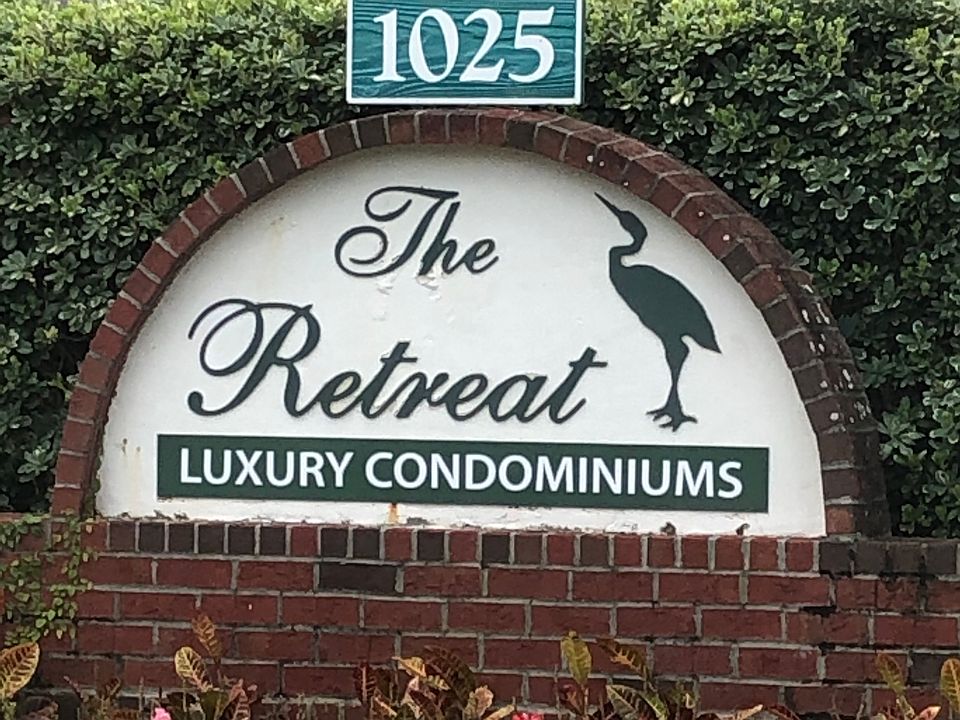 1025
The
Retreat
LUXURY CONDOMINIUMS